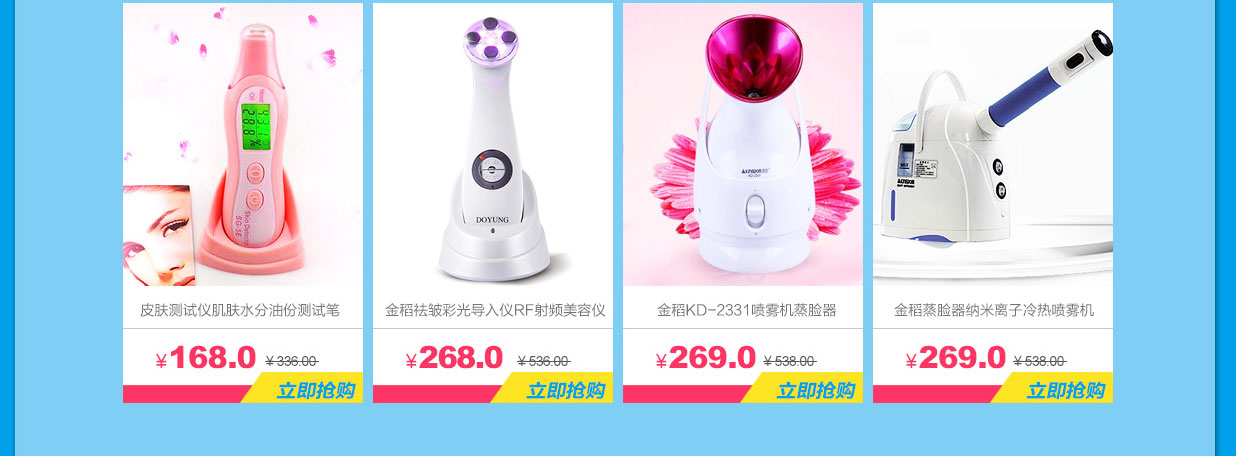 SG-5E
DOYUNG
皮肤测试仪肌肤水分油份测试笔
金稻祛皱彩光导入仪RF射频美容仪
金稻KD-2331喷雾机蒸脸器
金稻蒸脸器纳米离子冷热喷雾机
¥168.0 ¥336.00
¥268.0 ¥536.00
¥269.0 ¥538.00
¥269.0 ¥538.00
立即抢购
立即抢购
立即抢购
立即抢购